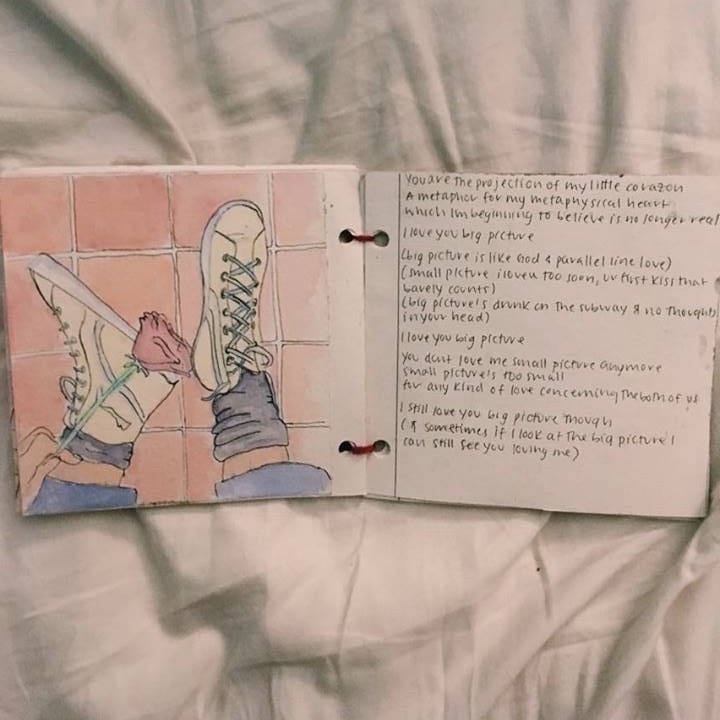 You are the projection of my little corazon
A metaphor for my metaphysical heart
which Im beginning to believe is no longer real
I love you big picture
(big picture is like God & parallel line love)
(small picture i love u too soon, ur first kiss that
barely counts)
(big picture's drunk on the subway & no thoughts
in your head)
I love you big picture
you dont love me small picture anymore
small picture's too small
for any kind of love concerning the both of us
I still love you big picture though
(& sometimes if I look at the big picture I
can still see you loving me)